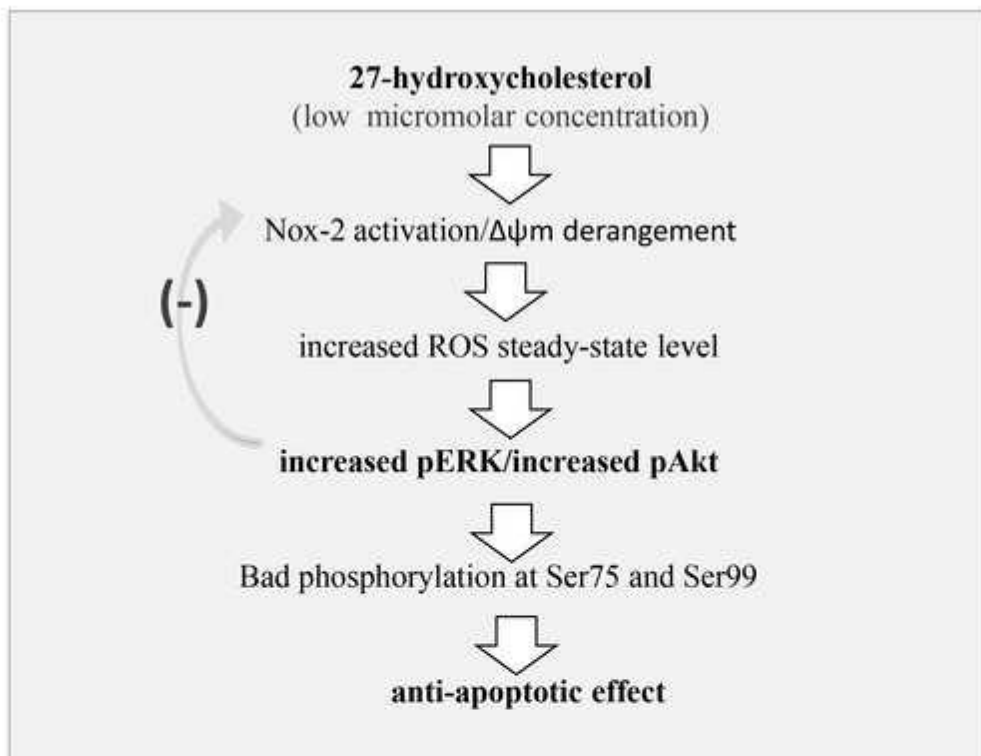 27-hydroxycholesterol
(low micromolar concentration)
Nox-2 activation/Δψm derangement
(-)
increased ROS steady-state level
increased pERK/increased pAkt
Bad phosphorylation at Ser75 and Ser99
anti-apoptotic effect